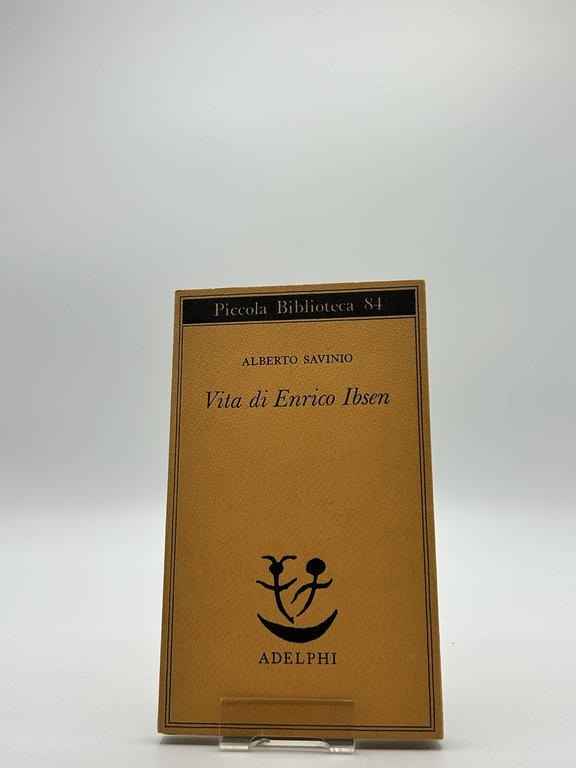 Piccola Biblioteca 84
ALBERTO SAVINIO
Vita di Enrico Ibsen
ADELPHI